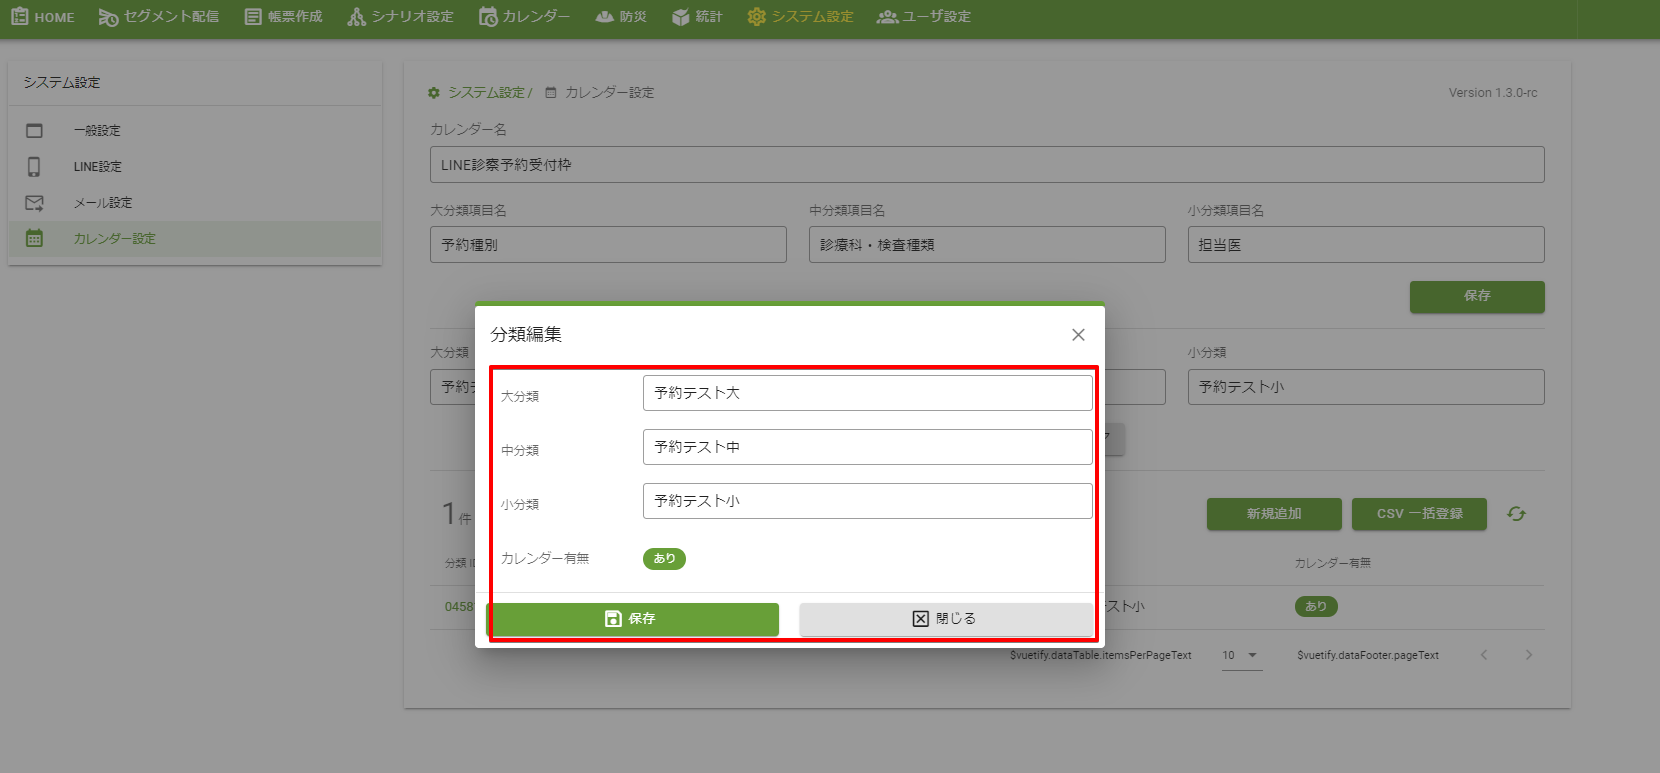 HOME セグメント配信 帳票作成 シナリオ設定 カレンダー 防災 統計 システム設定 ユーザ設定
システム設定
一般設定
LINE設定
メール設定
カレンダー設定
システム設定 / カレンダー設定 Version 1.3.0-rc
カレンダー名
LINE診察予約受付枠
大分類項目名 中分類項目名 小分類項目名
予約種別 診療科・検査種類 担当医
保存
大分類 小分類
予約テ 予約テスト小
分類編集
大分類 予約テスト大
中分類 予約テスト中
小分類 予約テスト小
カレンダー有無 あり
保存 閉じる
1件 新規追加 CSV 一括登録
分類 カレンダー有無
0458 スト小 あり
$vuetify.dataTable.itemsPerPageText 10 $vuetify.dataFooter.pageText